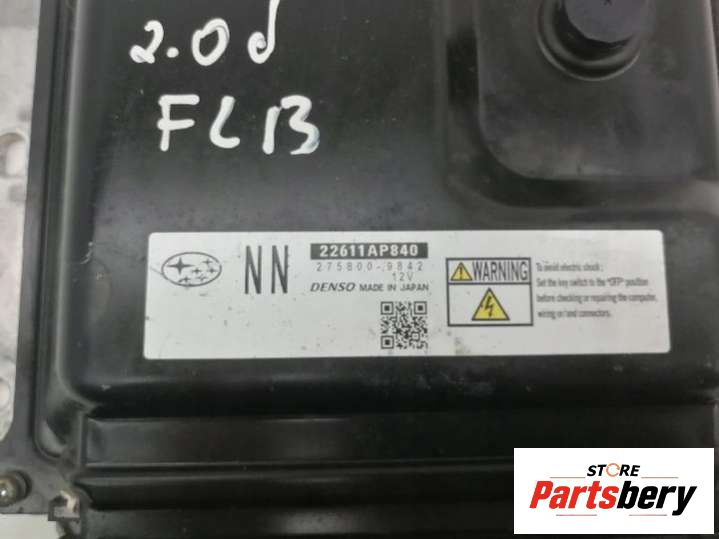 2.0d
FL13
NN
22611AP840
275800-9842
12V
DENSO MADE IN JAPAN
WARNING
To avoid electric shock :
Set the key switch to the "OFF" position
before checking or repairing the computer,
wiring or/and connectors.
STORE
Partsbery